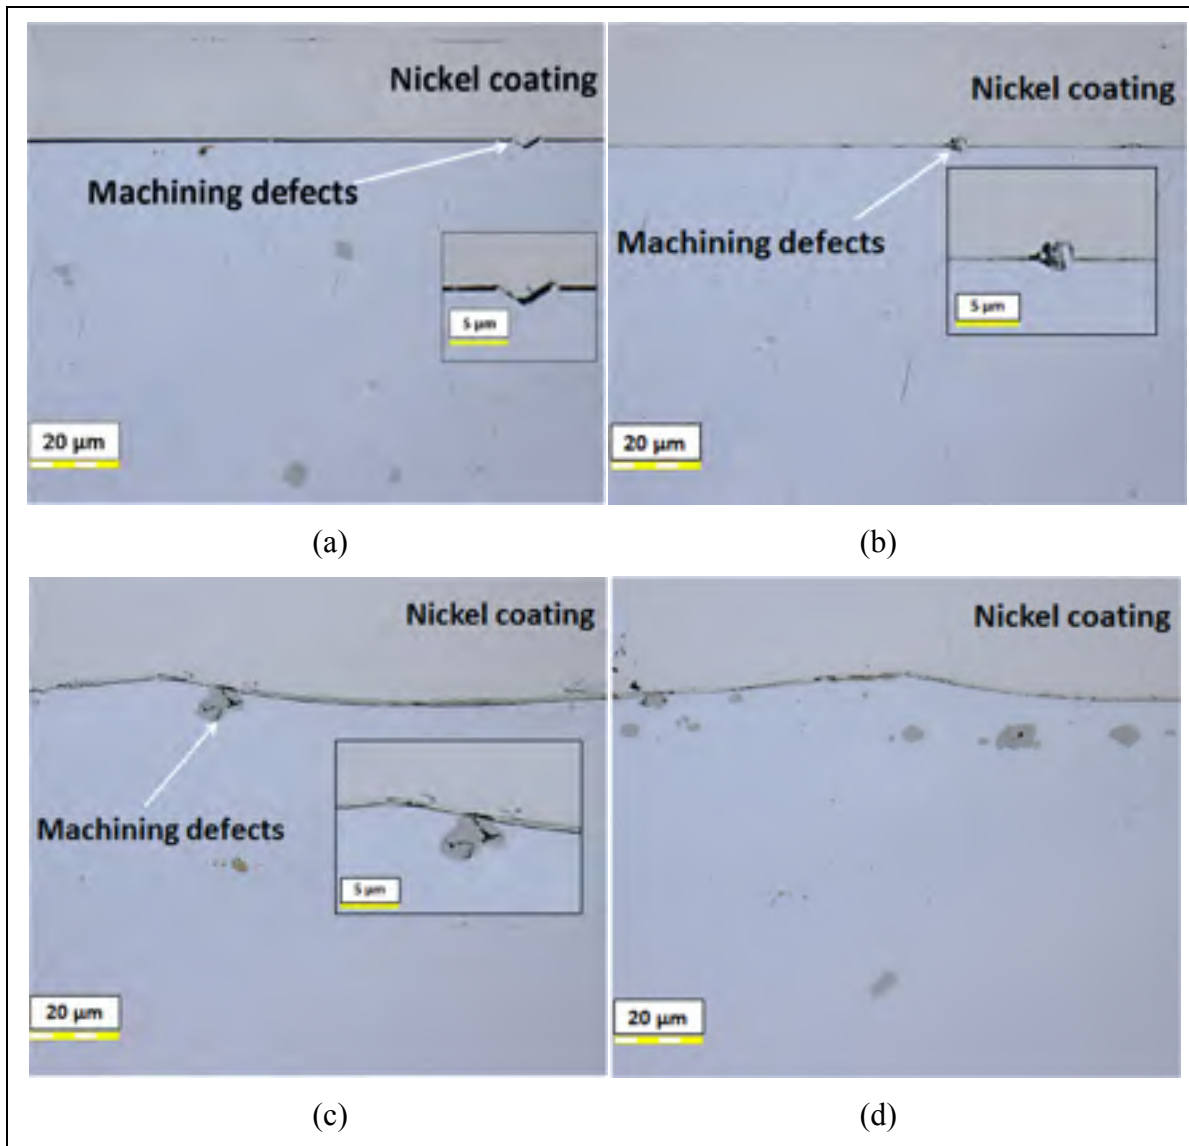 Nickel coating
Machining defects
5 µm
20 µm
(a)
Nickel coating
Machining defects
5 µm
20 µm
(b)
Nickel coating
Machining defects
5 µm
20 µm
(c)
Nickel coating
20 µm
(d)